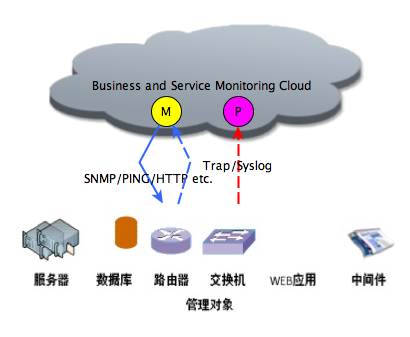 Business and Service Monitoring Cloud
M P
Trap/Syslog
SNMP/PING/HTTP etc.
服务器 数据库 路由器 交换机 WEB应用 中间件
管理对象